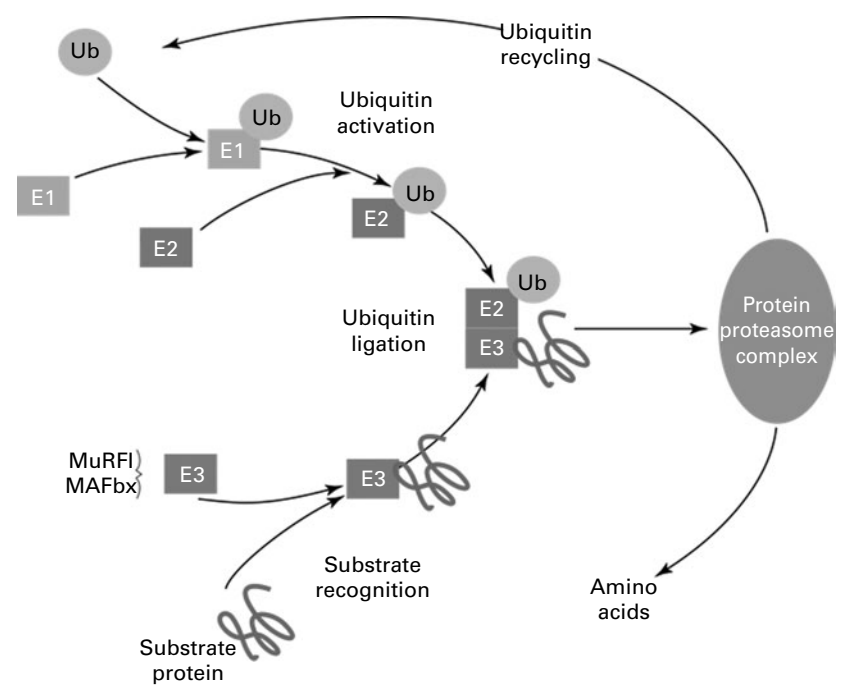 Ubiquitin
recycling
Ub
Ub
E1
Ubiquitin
activation
E1
Ub
E2
E2
Ub
E2
E3
Ubiquitin
ligation
Protein
proteasome
complex
MuRFl
MAFbx
E3
E3
Substrate
recognition
Amino
acids
Substrate
protein